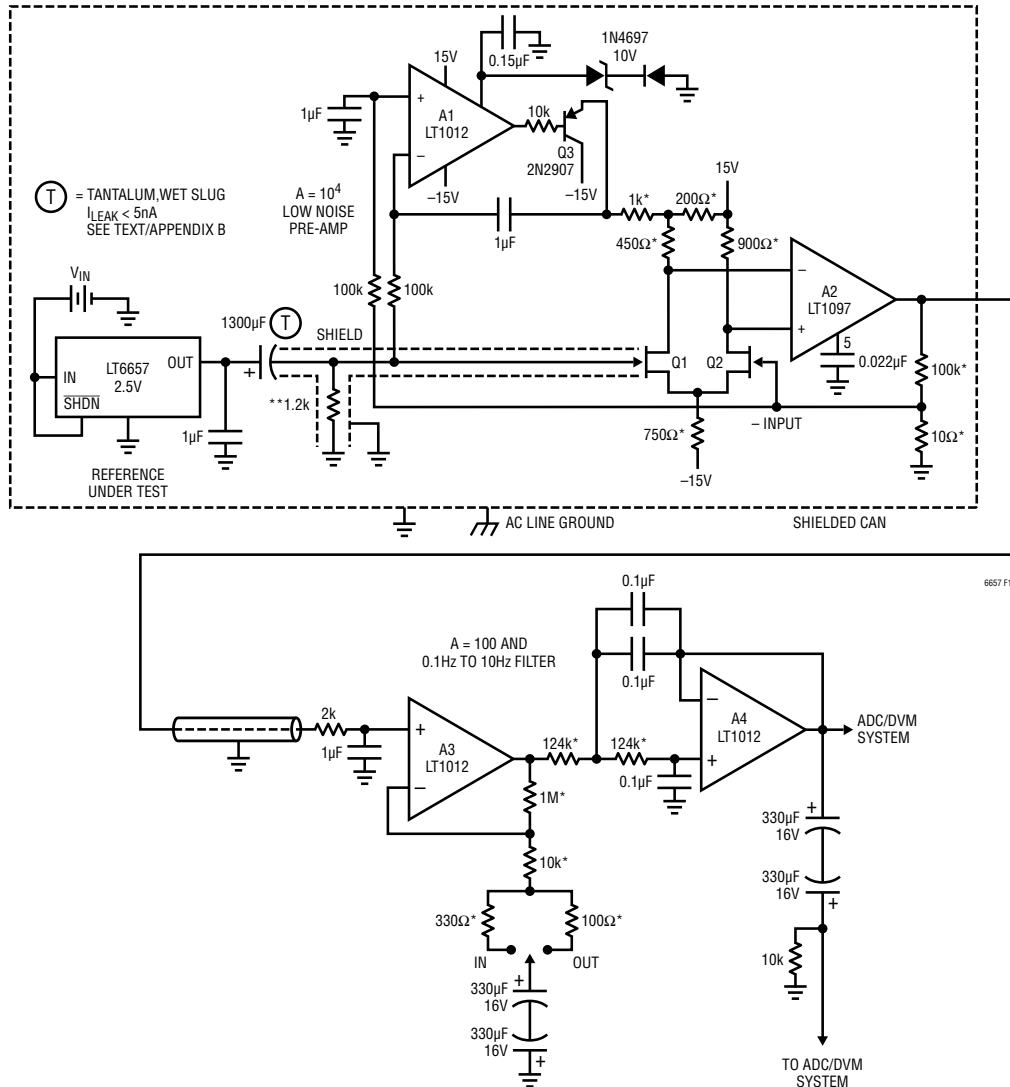 1N4697
10V
0.15µF
15V
1µF
+
A1
LT1012
–
10k
Q3
2N2907
–15V
–15V
T
= TANTALUM,WET SLUG
ILEAK < 5nA
SEE TEXT/APPENDIX B
A = 10⁴
LOW NOISE
PRE-AMP
1µF
15V
1k*
200Ω*
450Ω*
900Ω*
–
A2
LT1097
+
5
0.022µF
VIN
100k
100k
1300µF
T
SHIELD
+
LT6657
2.5V
OUT
IN
SHDN
1µF
**1.2k
Q1
Q2
100k*
– INPUT
750Ω*
10Ω*
–15V
REFERENCE
UNDER TEST
AC LINE GROUND
SHIELDED CAN
6657 F1
0.1µF
A = 100 AND
0.1Hz TO 10Hz FILTER
0.1µF
2k
1µF
+
A3
LT1012
–
124k*
124k*
0.1µF
–
A4
LT1012
+
ADC/DVM
SYSTEM
1M*
10k*
330Ω*
100Ω*
IN
OUT
+
330µF
16V
330µF
16V
+
+
330µF
16V
330µF
16V
+
10k
TO ADC/DVM
SYSTEM